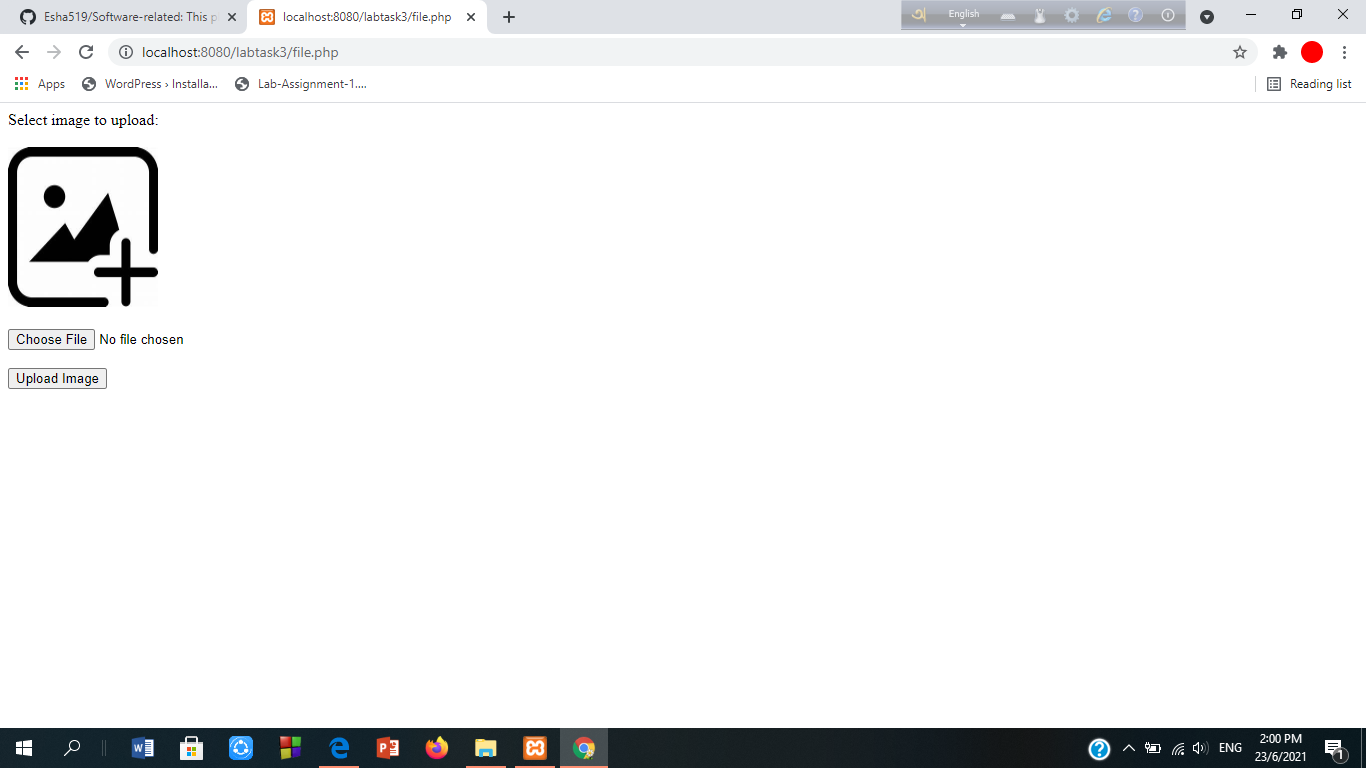 Esha519/Software-related: This p
localhost:8080/labtask3/file.php
English
localhost:8080/labtask3/file.php
Apps
WordPress › Installa...
Lab-Assignment-1....
Reading list
Select image to upload:
Choose File No file chosen
Upload Image
ENG
2:00 PM
23/6/2021
1